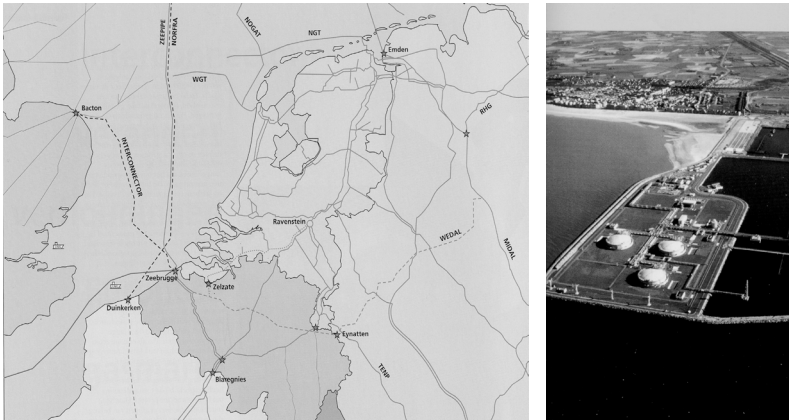 ZEEPIPE
NORFRA
NOGAT
NGT
Emden
WGT
Bacton
RHG
INTERCONNECTOR
Ravenstein
WEDAL
MIDAL
Zeebrugge
Zelzate
Duinkerken
Eynatten
Blaregnies
TENP